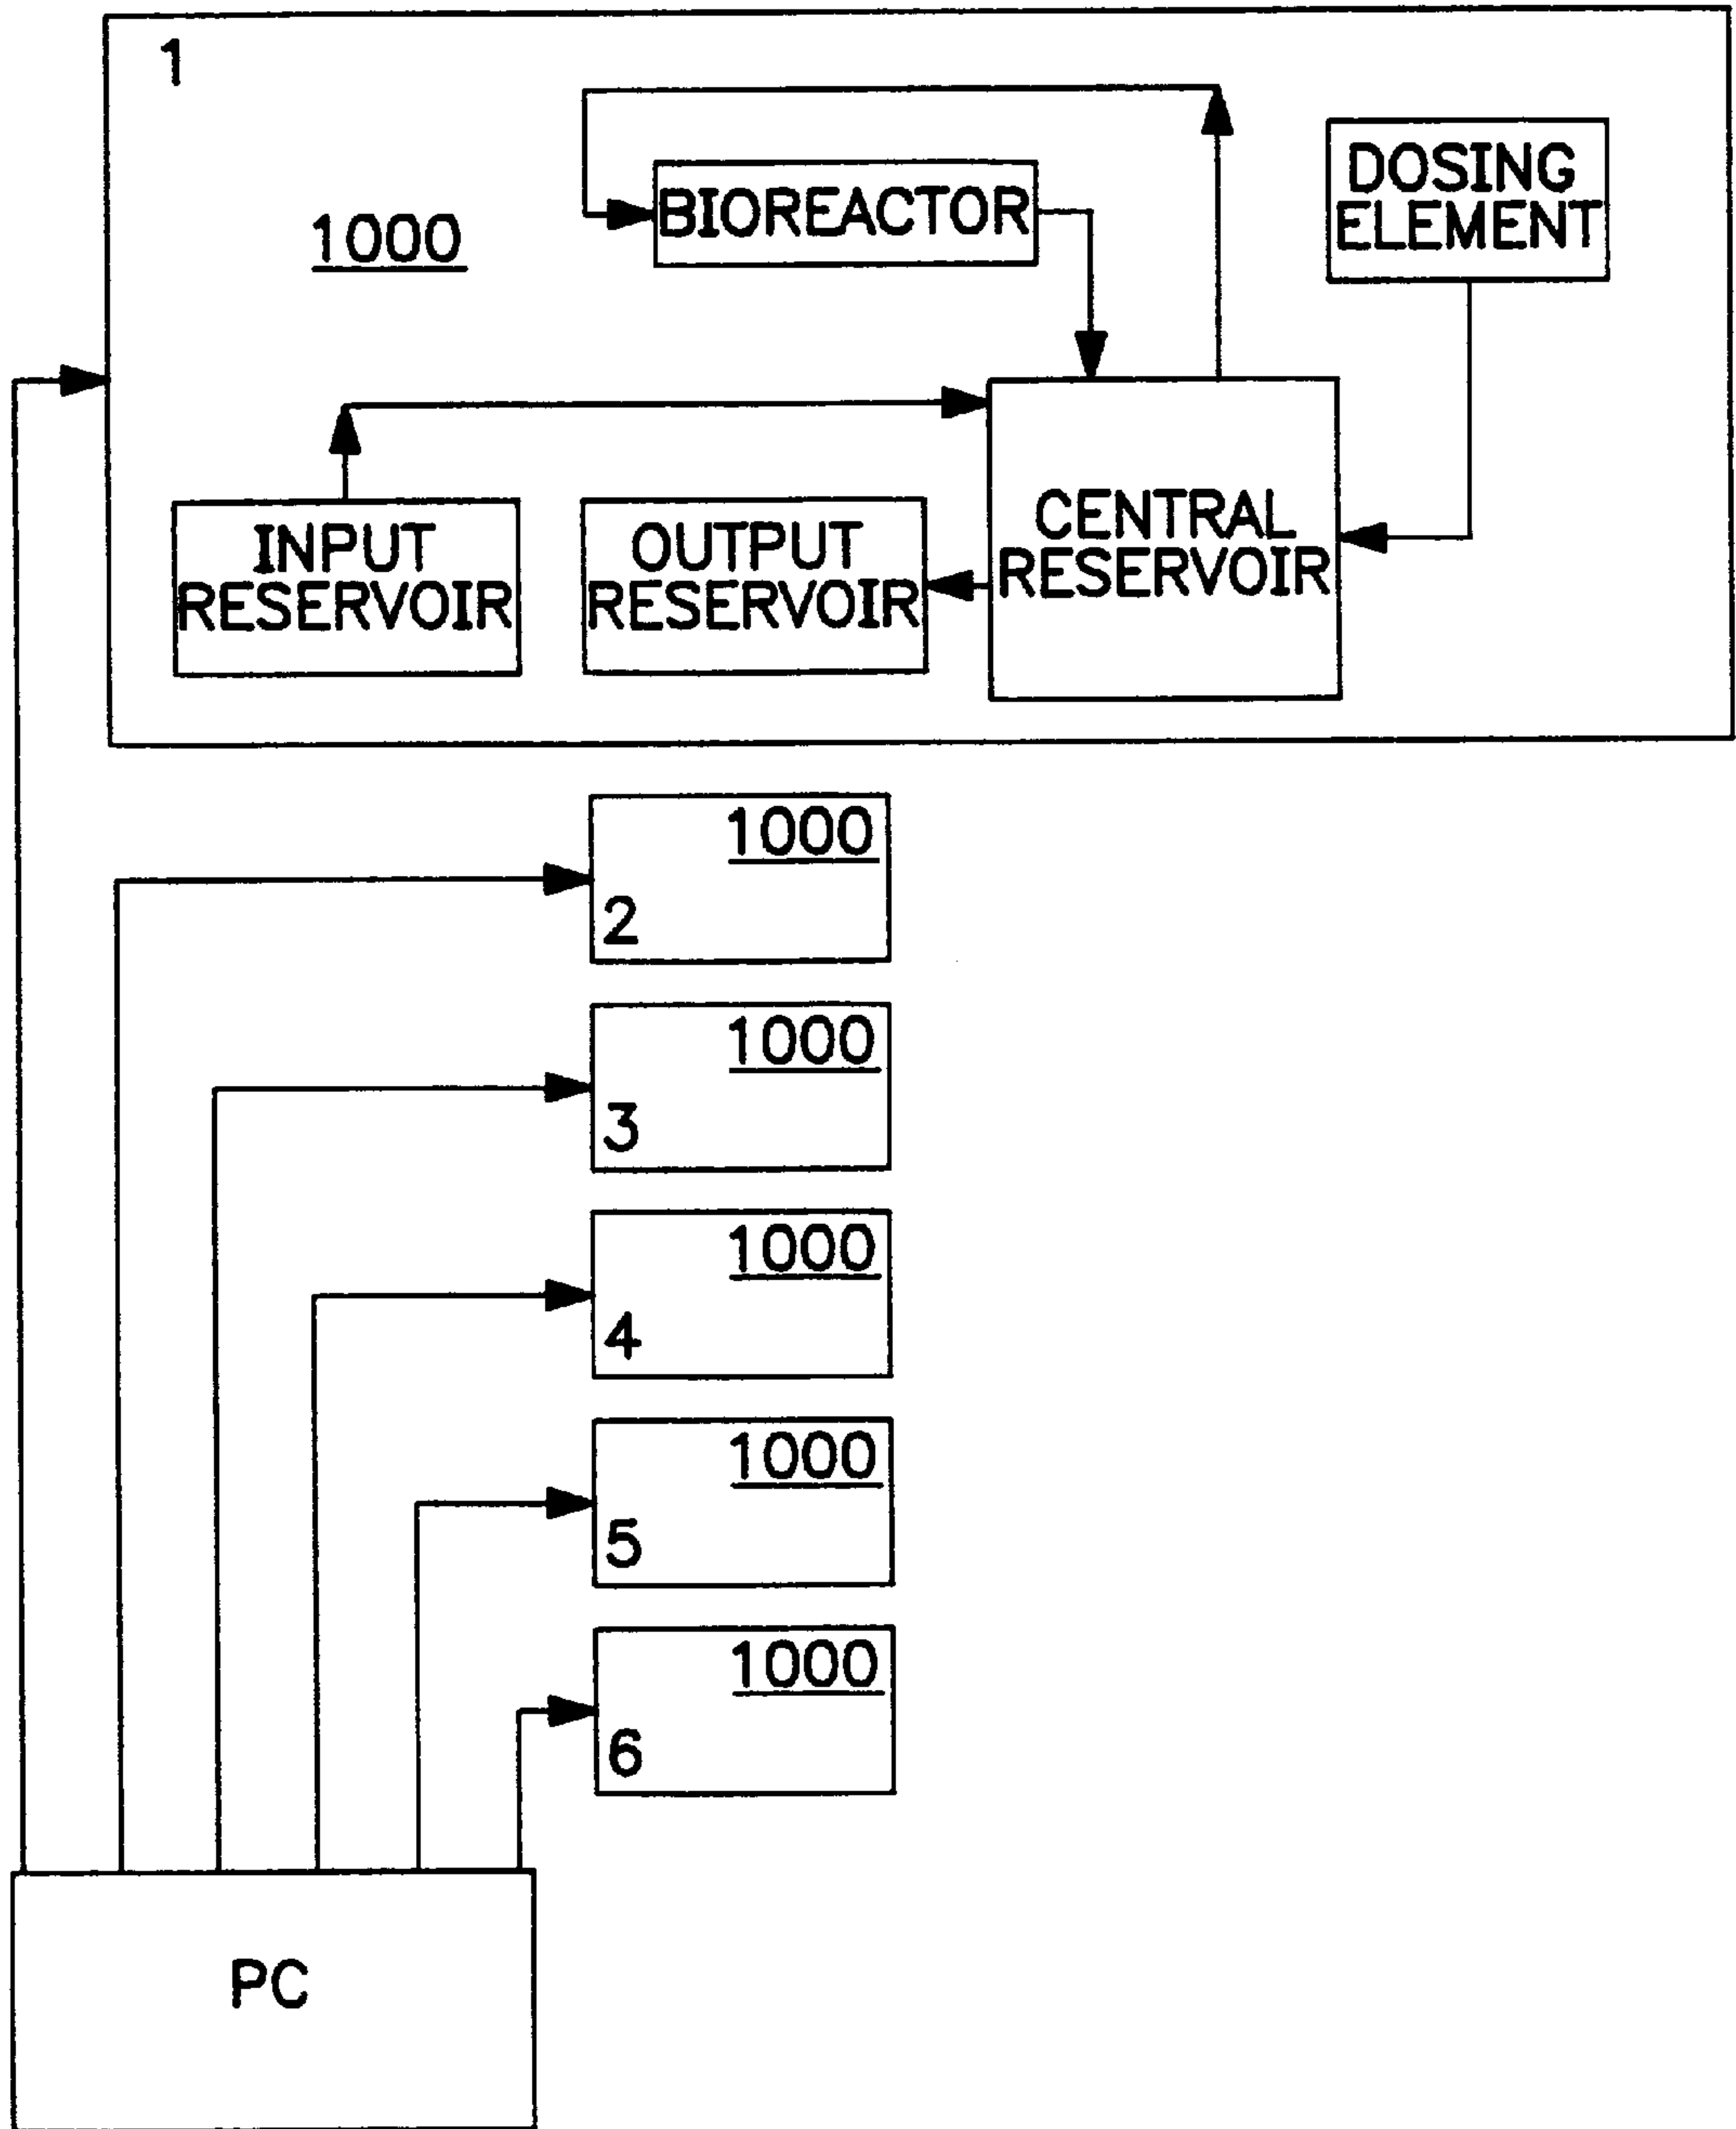 1
BIOREACTOR
DOSING
ELEMENT
1000
INPUT
RESERVOIR
OUTPUT
RESERVOIR
CENTRAL
RESERVOIR
1000
2
1000
3
1000
4
1000
5
1000
6
PC